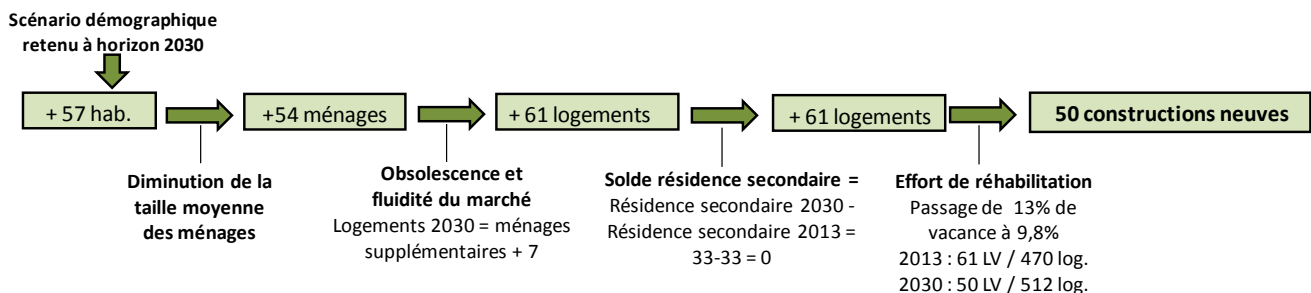 Scénario démographique
retenu à horizon 2030
+ 57 hab.
+54 ménages
+ 61 logements
+ 61 logements
50 constructions neuves
Diminution de la
taille moyenne
des ménages
Obsolescence et
fluidité du marché
Logements 2030 = ménages
supplémentaires + 7
Solde résidence secondaire =
Résidence secondaire 2030 -
Résidence secondaire 2013 =
33-33 = 0
Effort de réhabilitation
Passage de 13% de
vacance à 9,8%
2013 : 61 LV / 470 log.
2030 : 50 LV / 512 log.